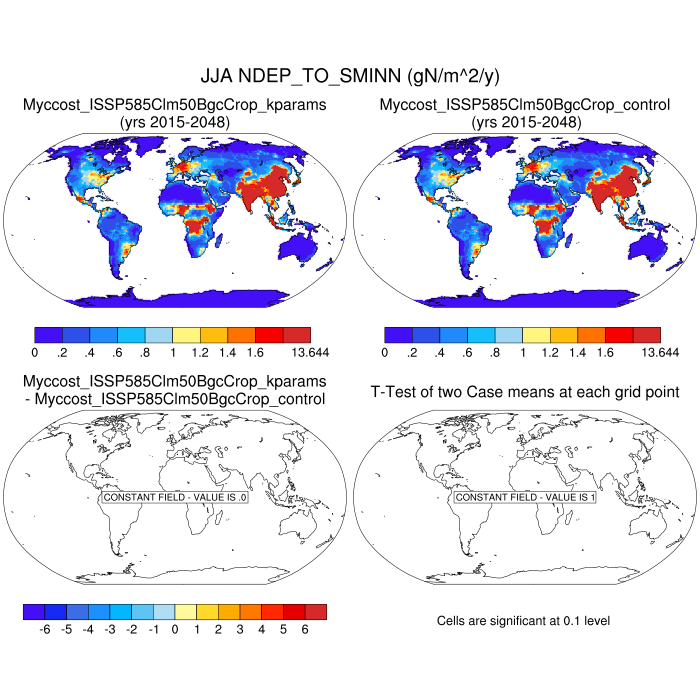 JJA NDEP_TO_SMINN (gN/m^2/y)
Myccost_ISSP585Clm50BgcCrop_kparams
(yrs 2015-2048)
Myccost_ISSP585Clm50BgcCrop_control
(yrs 2015-2048)
0 .2 .4 .6 .8 1 1.2 1.4 1.6 13.644
0 .2 .4 .6 .8 1 1.2 1.4 1.6 13.644
Myccost_ISSP585Clm50BgcCrop_kparams
- Myccost_ISSP585Clm50BgcCrop_control
T-Test of two Case means at each grid point
CONSTANT FIELD - VALUE IS .0
CONSTANT FIELD - VALUE IS 1
-6 -5 -4 -3 -2 -1 0 1 2 3 4 5 6
Cells are significant at 0.1 level